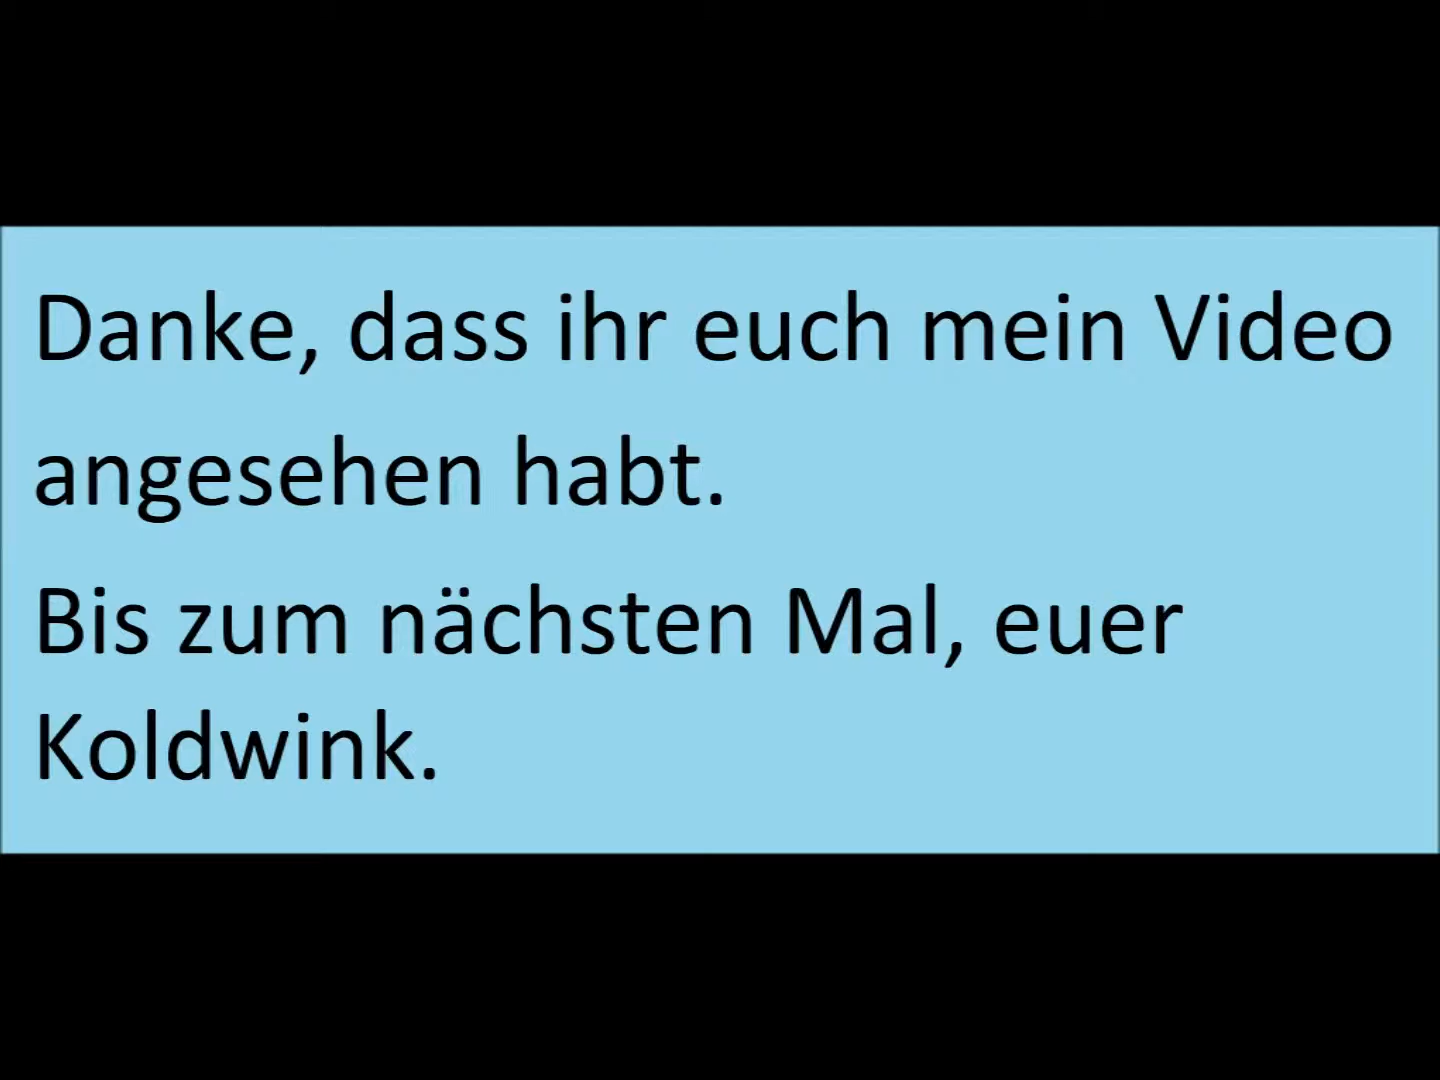 Danke, dass ihr euch mein Video
angesehen habt.
Bis zum nächsten Mal, euer
Koldwink.